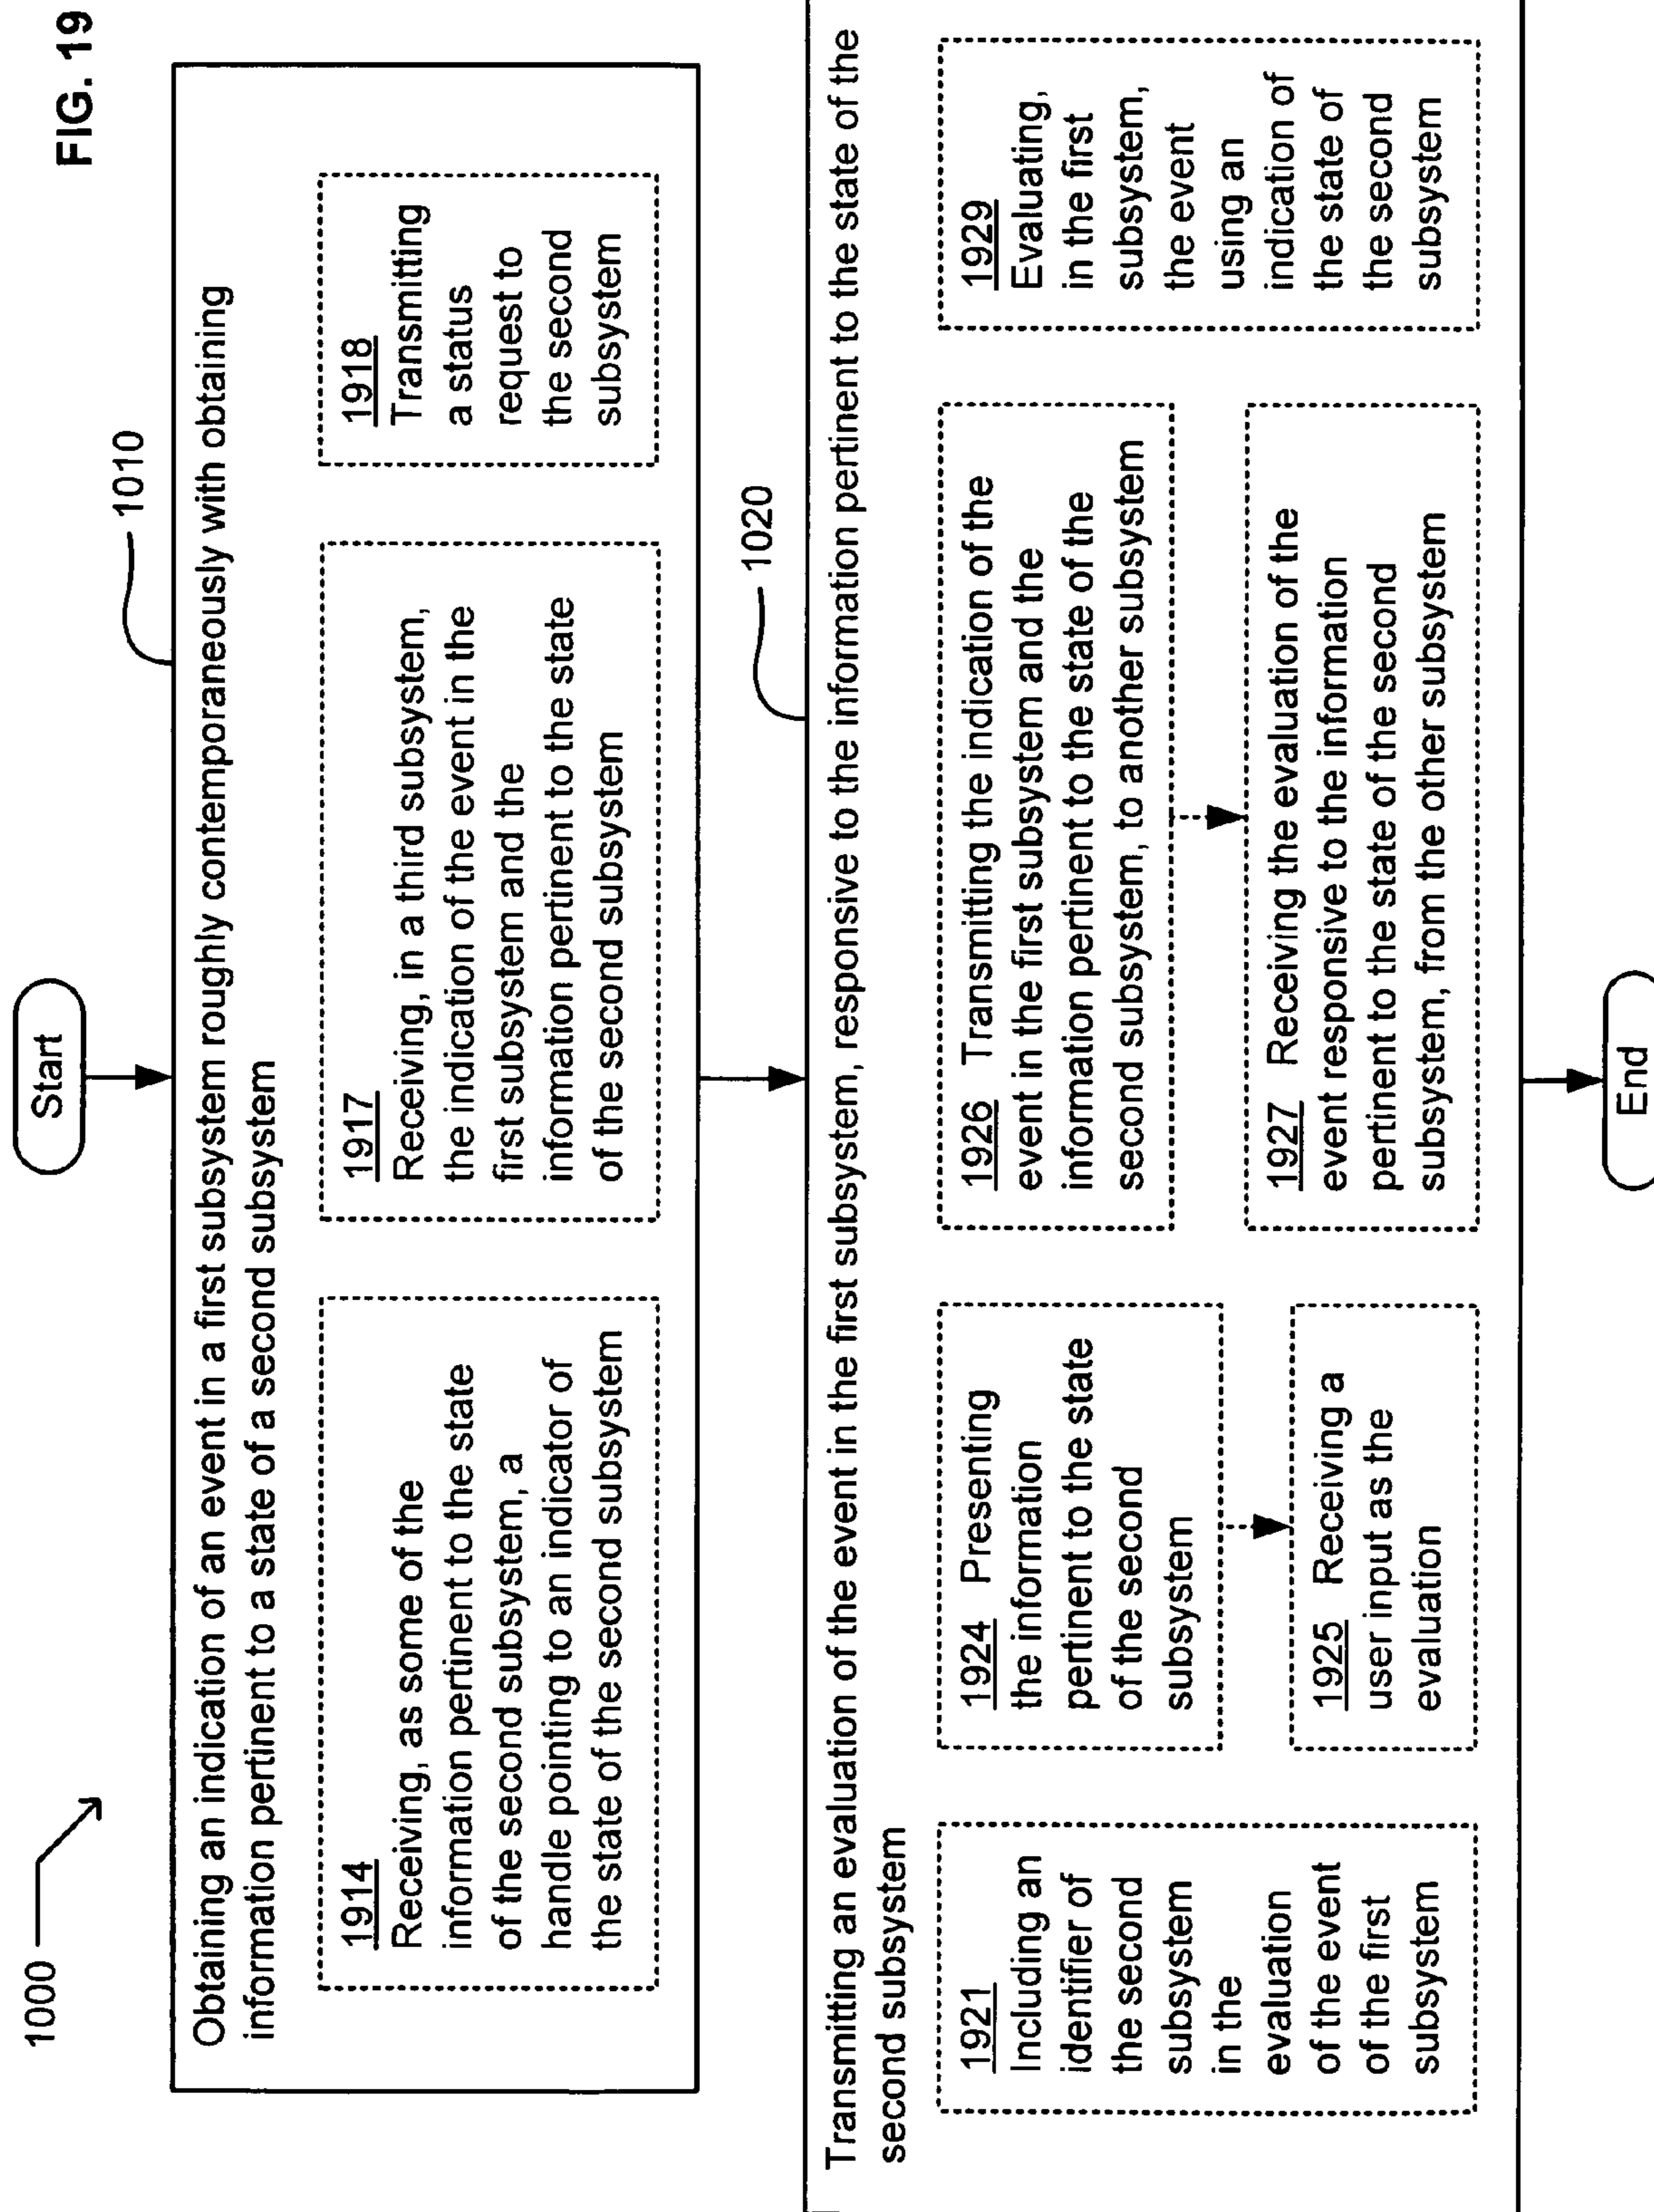 FIG. 19
1000
Start
1010
Obtaining an indication of an event in a first subsystem roughly contemporaneously with obtaining
information pertinent to a state of a second subsystem
1914
Receiving, as some of the
information pertinent to the state
of the second subsystem, a
handle pointing to an indicator of
the state of the second subsystem
1917
Receiving, in a third subsystem,
the indication of the event in the
first subsystem and the
information pertinent to the state
of the second subsystem
1918
Transmitting
a status
request to
the second
subsystem
1020
Transmitting an evaluation of the event in the first subsystem, responsive to the information pertinent to the state of the
second subsystem
1921
Including an
identifier of
the second
subsystem
in the
evaluation
of the event
of the first
subsystem
1924 Presenting
the information
pertinent to the state
of the second
subsystem
1925 Receiving a
user input as the
evaluation
1926 Transmitting the indication of the
event in the first subsystem and the
information pertinent to the state of the
second subsystem, to another subsystem
1927 Receiving the evaluation of the
event responsive to the information
pertinent to the state of the second
subsystem, from the other subsystem
1929
Evaluating,
in the first
subsystem,
the event
using an
indication of
the state of
the second
subsystem
End